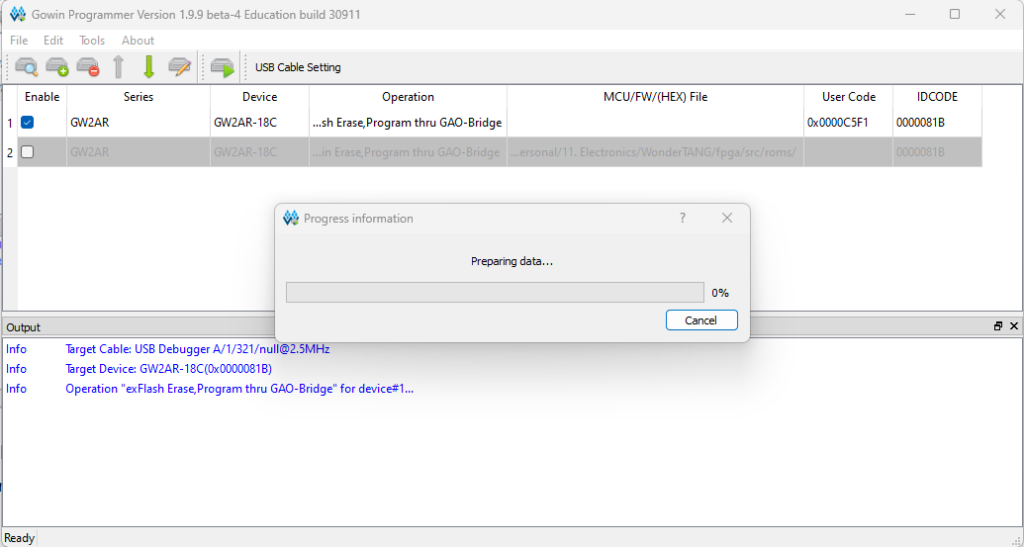 Gowin Programmer Version 1.9.9 beta-4 Education build 30911
File Edit Tools About
USB Cable Setting
Enable Series Device Operation MCU/FW/(HEX) File User Code IDCODE
1 GW2AR GW2AR-18C ...sh Erase,Program thru GAO-Bridge 0x0000C5F1 0000081B
2 GW2AR GW2AR-18C ...in Erase,Program thru GAO-Bridge ...ersonal/11. Electronics/WonderTANG/fpga/src/roms/ 0000081B
Progress information ?
Preparing data...
0%
Cancel
Output
Info Target Cable: USB Debugger A/1/321/null@2.5MHz
Info Target Device: GW2AR-18C(0x0000081B)
Info Operation "exFlash Erase,Program thru GAO-Bridge" for device#1...
Ready